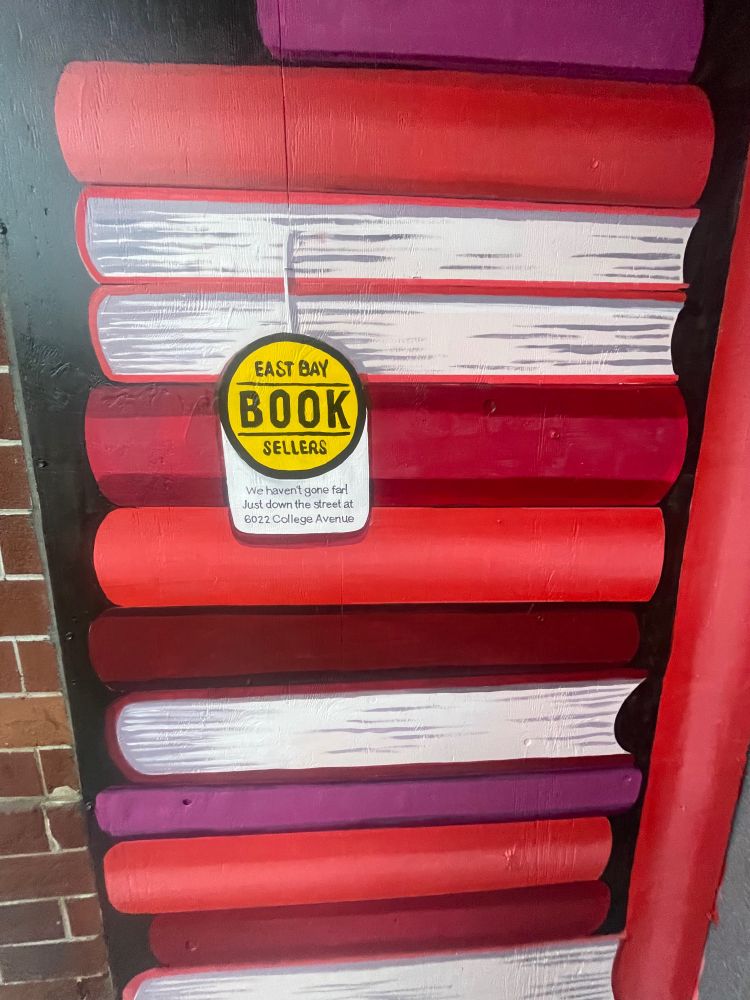 EAST BAY
BOOK
SELLERS
We haven't gone far!
Just down the street at
6022 College Avenue